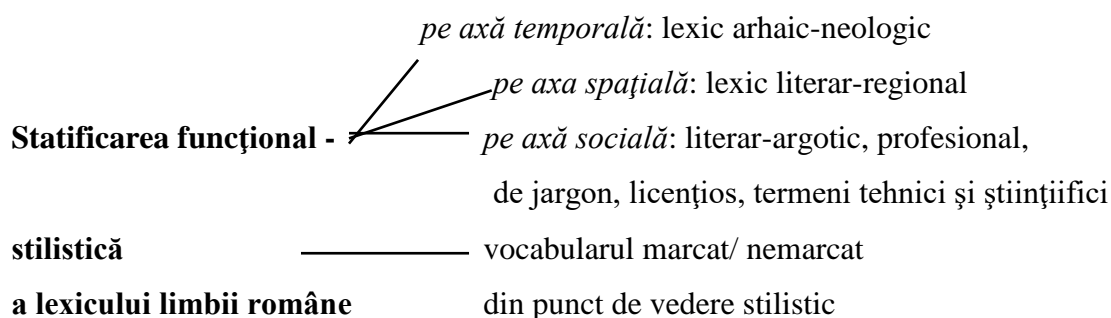 pe axă temporală: lexic arhaic-neologic
pe axa spaţială: lexic literar-regional
Statificarea funcţional - pe axă socială: literar-argotic, profesional,
de jargon, licenţios, termeni tehnici şi ştiinţiifici
stilistică vocabularul marcat/ nemarcat
a lexicului limbii române din punct de vedere stilistic